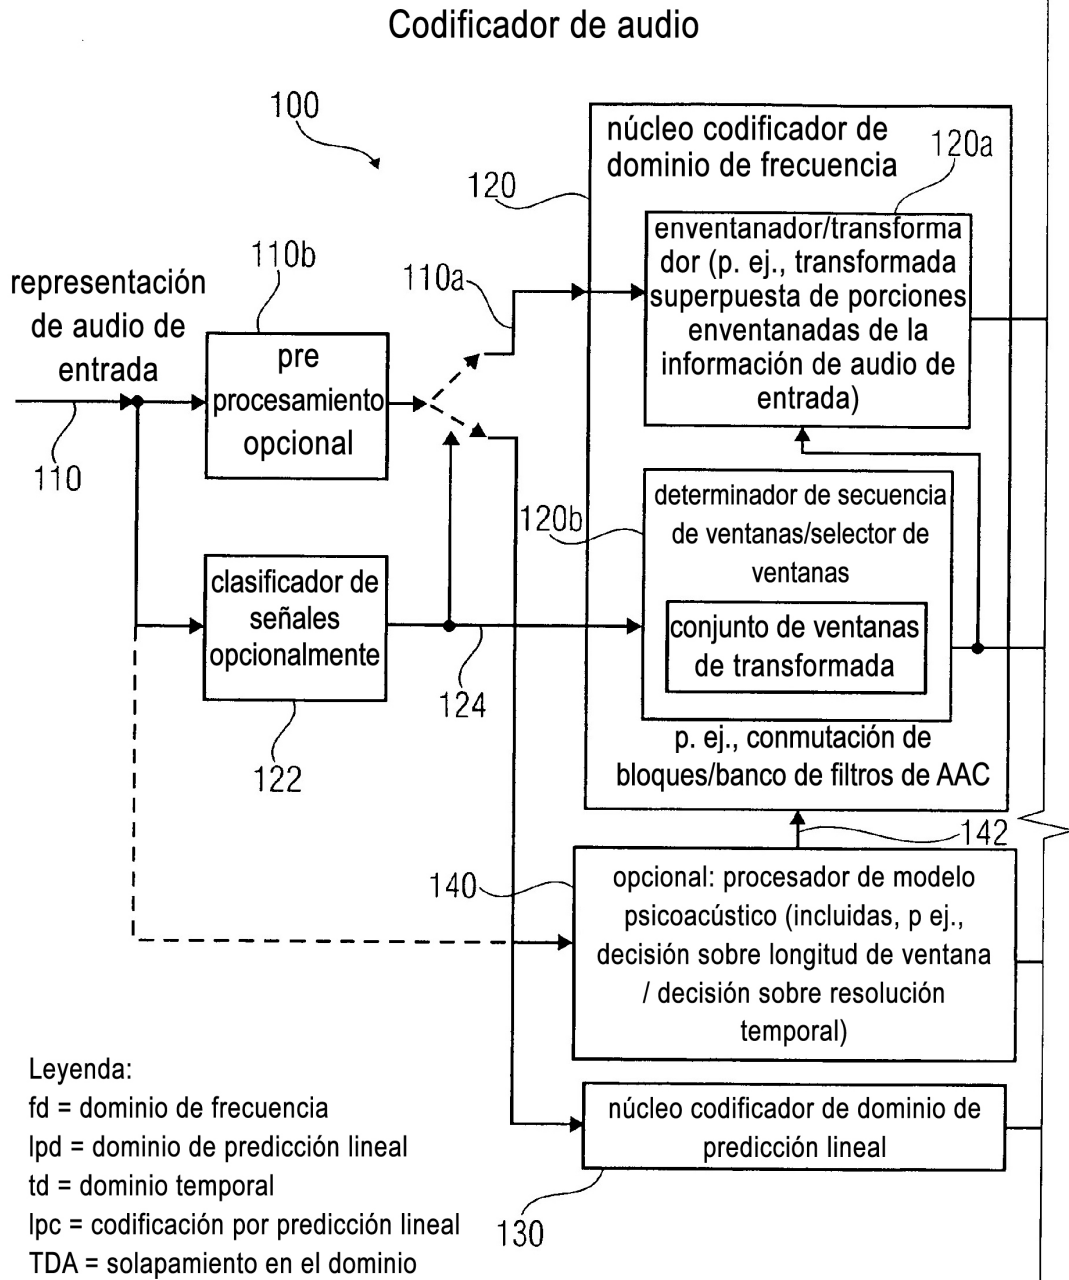 Codificador de audio
100
núcleo codificador de
dominio de frecuencia
120a
120
enventanador/transforma
dor (p. ej., transformada
superpuesta de porciones
enventanadas de la
información de audio de
entrada)
110b
110a
representación
de audio de
entrada
pre
procesamiento
opcional
110
120b
determinador de secuencia
de ventanas/selector de
ventanas
conjunto de ventanas
de transformada
clasificador de
señales
opcionalmente
124
122
p. ej., conmutación de
bloques/banco de filtros de AAC
142
140
opcional: procesador de modelo
psicoacústico (incluidas, p ej.,
decisión sobre longitud de ventana
/ decisión sobre resolución
temporal)
núcleo codificador de dominio de
predicción lineal
130
Leyenda:
fd = dominio de frecuencia
lpd = dominio de predicción lineal
td = dominio temporal
lpc = codificación por predicción lineal
TDA = solapamiento en el dominio